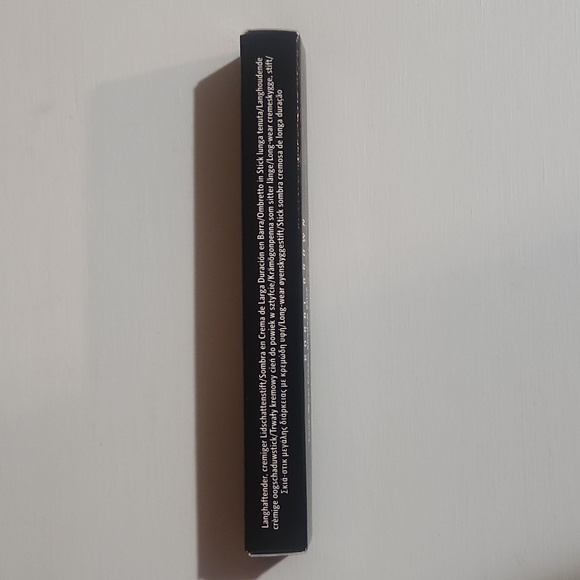 Langhaftender, cremiger Lidschattenstift/Sombra en Crema de Larga Duración en Barra/Ombretto in Stick lunga tenuta/Langhoudende
crèmige oogschaduwstick/Trwały kremowy cień do powiek w sztyfcie/Krämögonpenna som sitter länge/Long-wear cremeskygge, stift/
Σκιά-στικ μεγάλης διάρκειας με κρεμώδη υφή/Long-wear øyenskyggestift/Stick sombra cremosa de longa duração